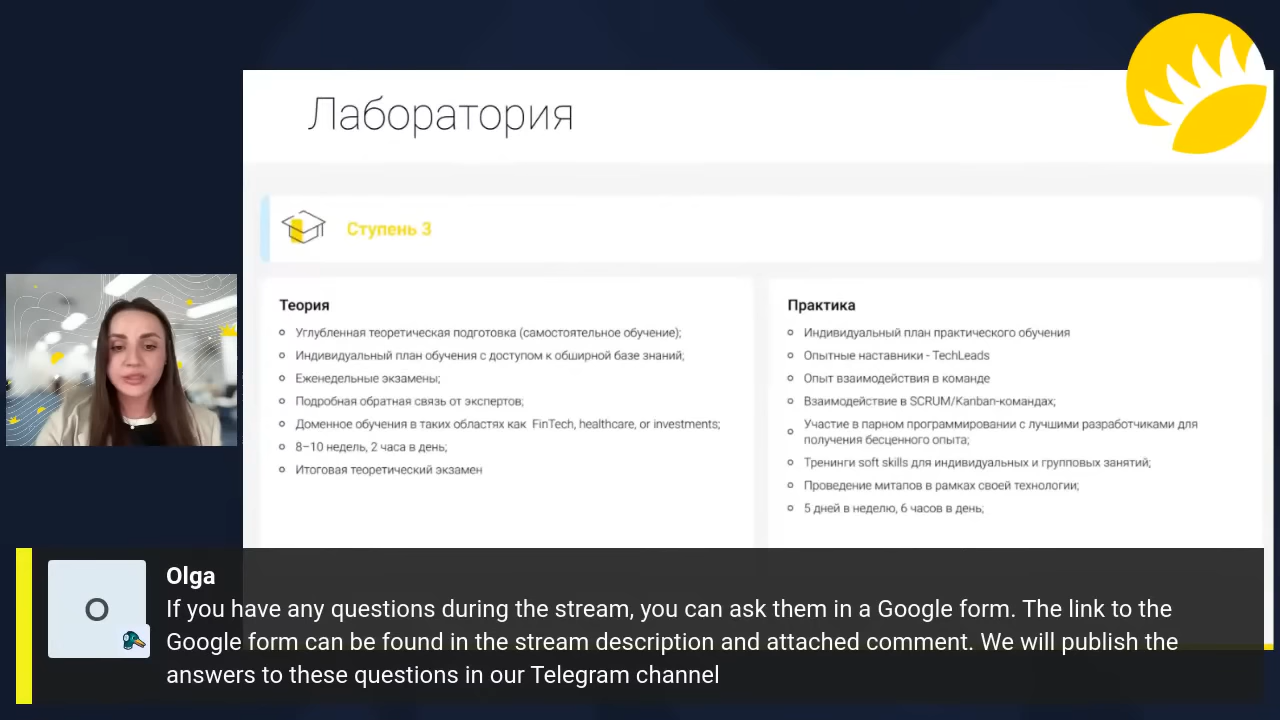 Лаборатория
Ступень 3
Теория
Углубленная теоретическая подготовка (самостоятельное обучение);
Индивидуальный план обучения с доступом к обширной базе знаний;
Еженедельные экзамены;
Подробная обратная связь от экспертов;
Доменное обучения в таких областях как FinTech, healthcare, or investments;
8–10 недель, 2 часа в день;
Итоговая теоретический экзамен
Практика
Индивидуальный план практического обучения
Опытные наставники - TechLeads
Опыт взаимодействия в команде
Взаимодействие в SCRUM/Kanban-командах;
Участие в парном программировании с лучшими разработчиками для
получения бесценного опыта;
Тренинги soft skills для индивидуальных и групповых занятий;
Проведение митапов в рамках своей технологии;
5 дней в неделю, 6 часов в день;
O
Olga
If you have any questions during the stream, you can ask them in a Google form. The link to the
Google form can be found in the stream description and attached comment. We will publish the
answers to these questions in our Telegram channel